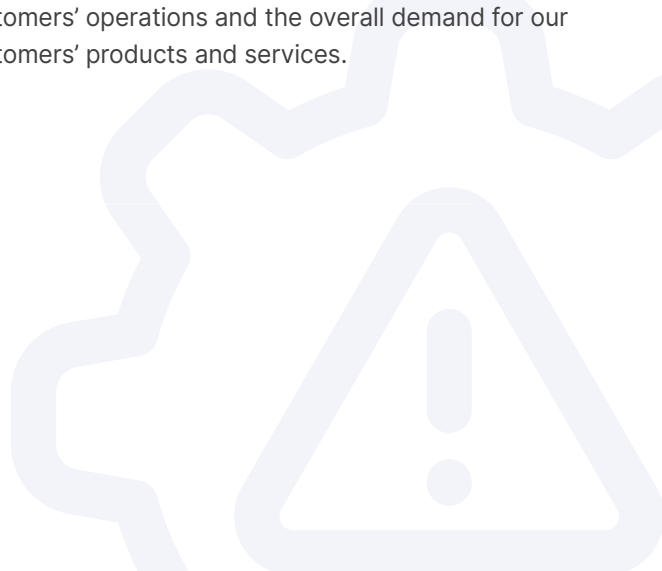 tomers’ operations and the overall demand for our
tomers’ products and services.